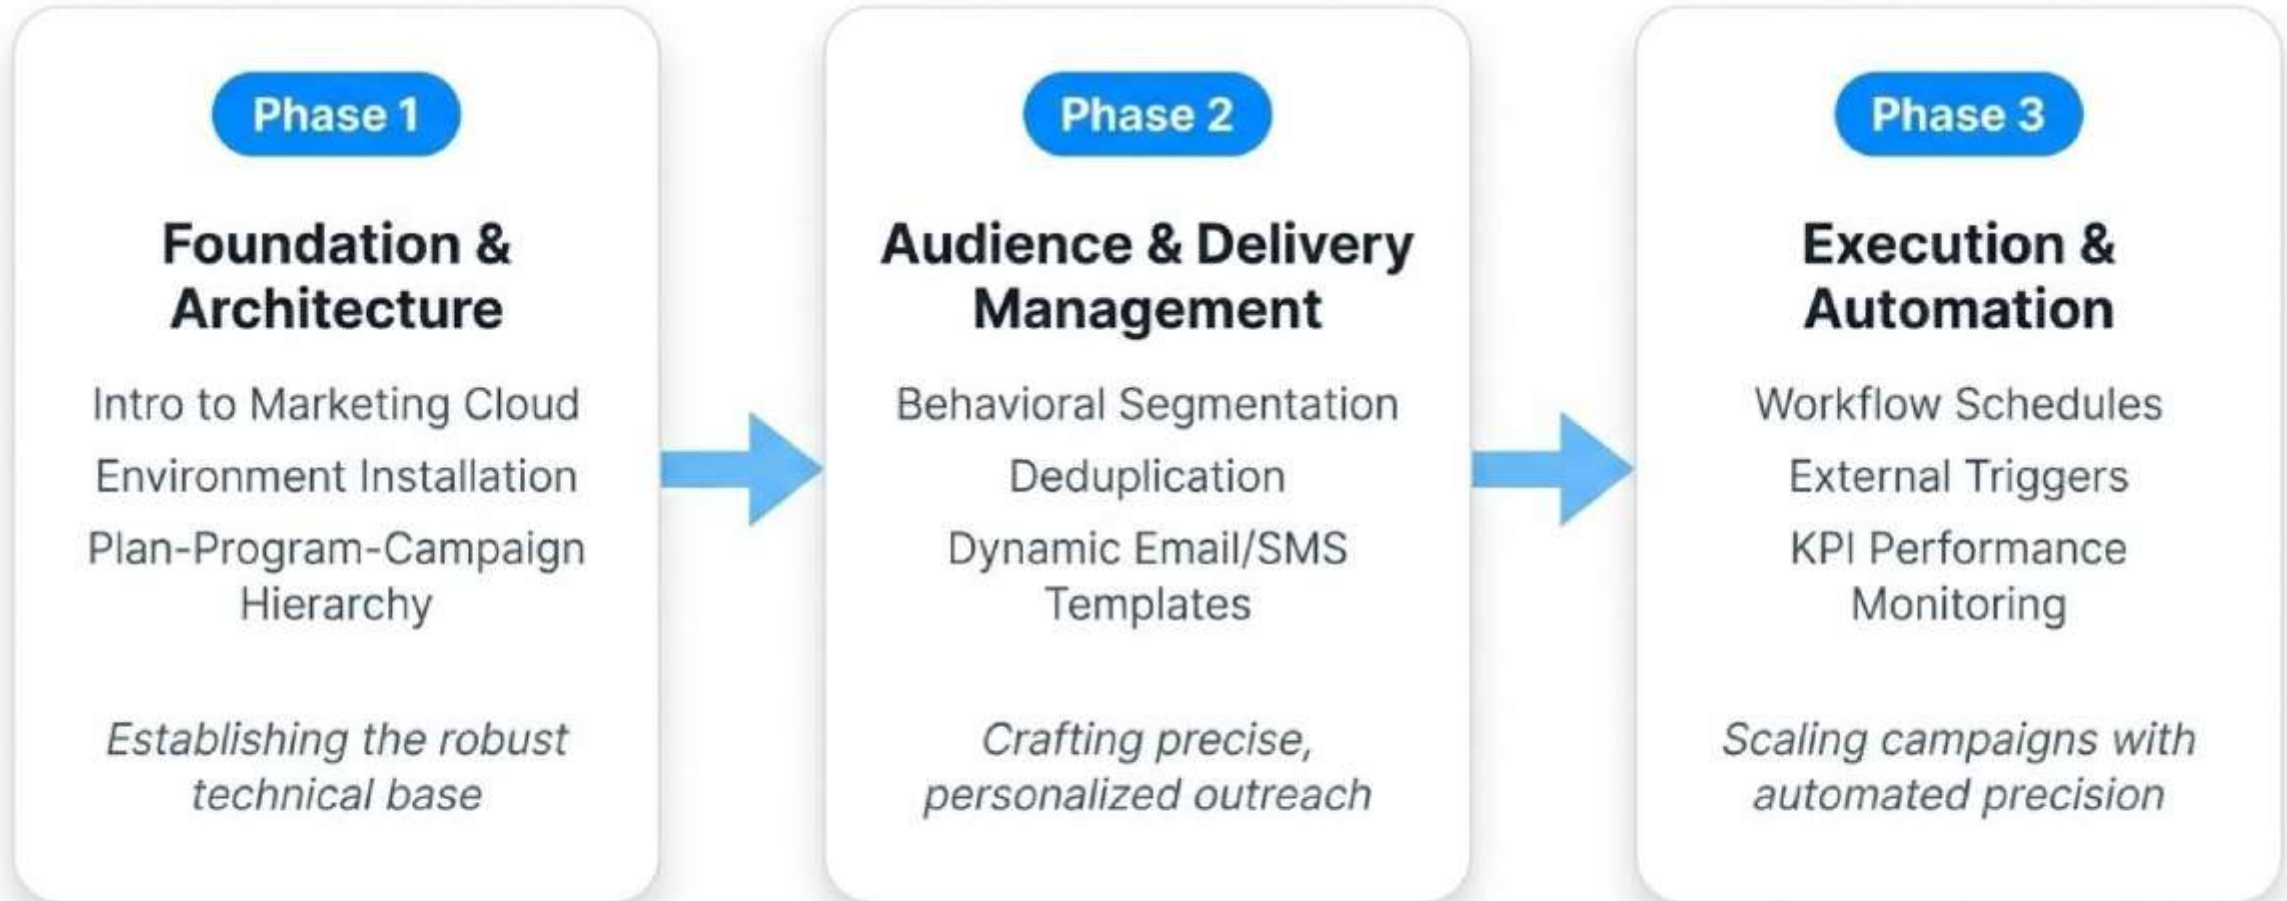 Phase 1
Foundation &
Architecture
Intro to Marketing Cloud
Environment Installation
Plan-Program-Campaign
Hierarchy
Establishing the robust
technical base
Phase 2
Audience & Delivery
Management
Behavioral Segmentation
Deduplication
Dynamic Email/SMS
Templates
Crafting precise,
personalized outreach
Phase 3
Execution &
Automation
Workflow Schedules
External Triggers
KPI Performance
Monitoring
Scaling campaigns with
automated precision